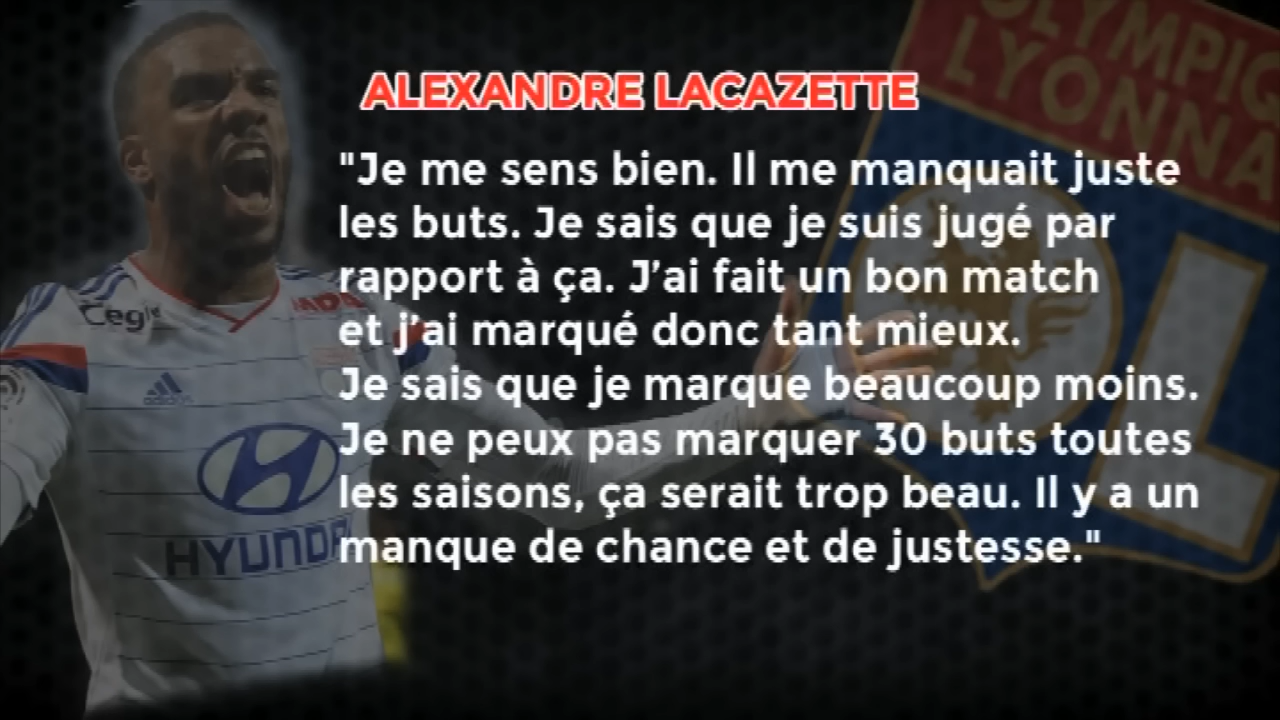 ALEXANDRE LACAZETTE
"Je me sens bien. Il me manquait juste
les buts. Je sais que je suis jugé par
rapport à ça. J’ai fait un bon match
et j’ai marqué donc tant mieux.
Je sais que je marque beaucoup moins.
Je ne peux pas marquer 30 buts toutes
les saisons, ça serait trop beau. Il y a un
manque de chance et de justesse."
adidas